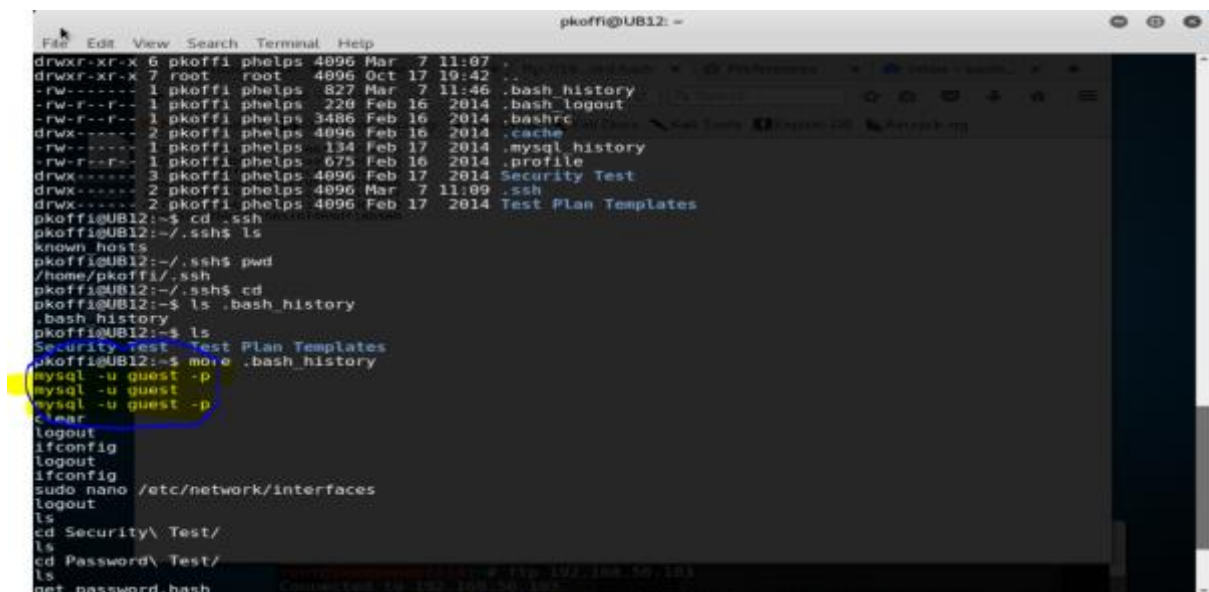 pkoffi@UB12: ~
File Edit View Search Terminal Help
drwxr-xr-x 6 pkoffi phelps 4096 Mar 7 11:07 .
drwxr-xr-x 7 root root 4096 Oct 17 19:42 ..
-rw------- 1 pkoffi phelps 827 Mar 7 11:46 .bash_history
-rw-r--r-- 1 pkoffi phelps 220 Feb 16 2014 .bash_logout
-rw-r--r-- 1 pkoffi phelps 3486 Feb 16 2014 .bashrc
drwx------ 2 pkoffi phelps 4096 Feb 16 2014 .cache
-rw------- 1 pkoffi phelps 134 Feb 17 2014 .mysql_history
-rw-r--r-- 1 pkoffi phelps 675 Feb 16 2014 .profile
drwx------ 3 pkoffi phelps 4096 Feb 17 2014 Security Test
drwx------ 2 pkoffi phelps 4096 Mar 7 11:09 .ssh
drwx------ 2 pkoffi phelps 4096 Feb 17 2014 Test Plan Templates
pkoffi@UB12:~$ cd .ssh
pkoffi@UB12:~/.ssh$ ls
known_hosts
pkoffi@UB12:~/.ssh$ pwd
/home/pkoffi/.ssh
pkoffi@UB12:~/.ssh$ cd
pkoffi@UB12:~$ ls .bash_history
.bash_history
pkoffi@UB12:~$ ls
Security Test Test Plan Templates
pkoffi@UB12:~$ more .bash_history
mysql -u guest -p
mysql -u guest
mysql -u guest -p
clear
logout
ifconfig
logout
ifconfig
sudo nano /etc/network/interfaces
logout
ls
cd Security\ Test/
ls
cd Password\ Test/
ls
get password.bash